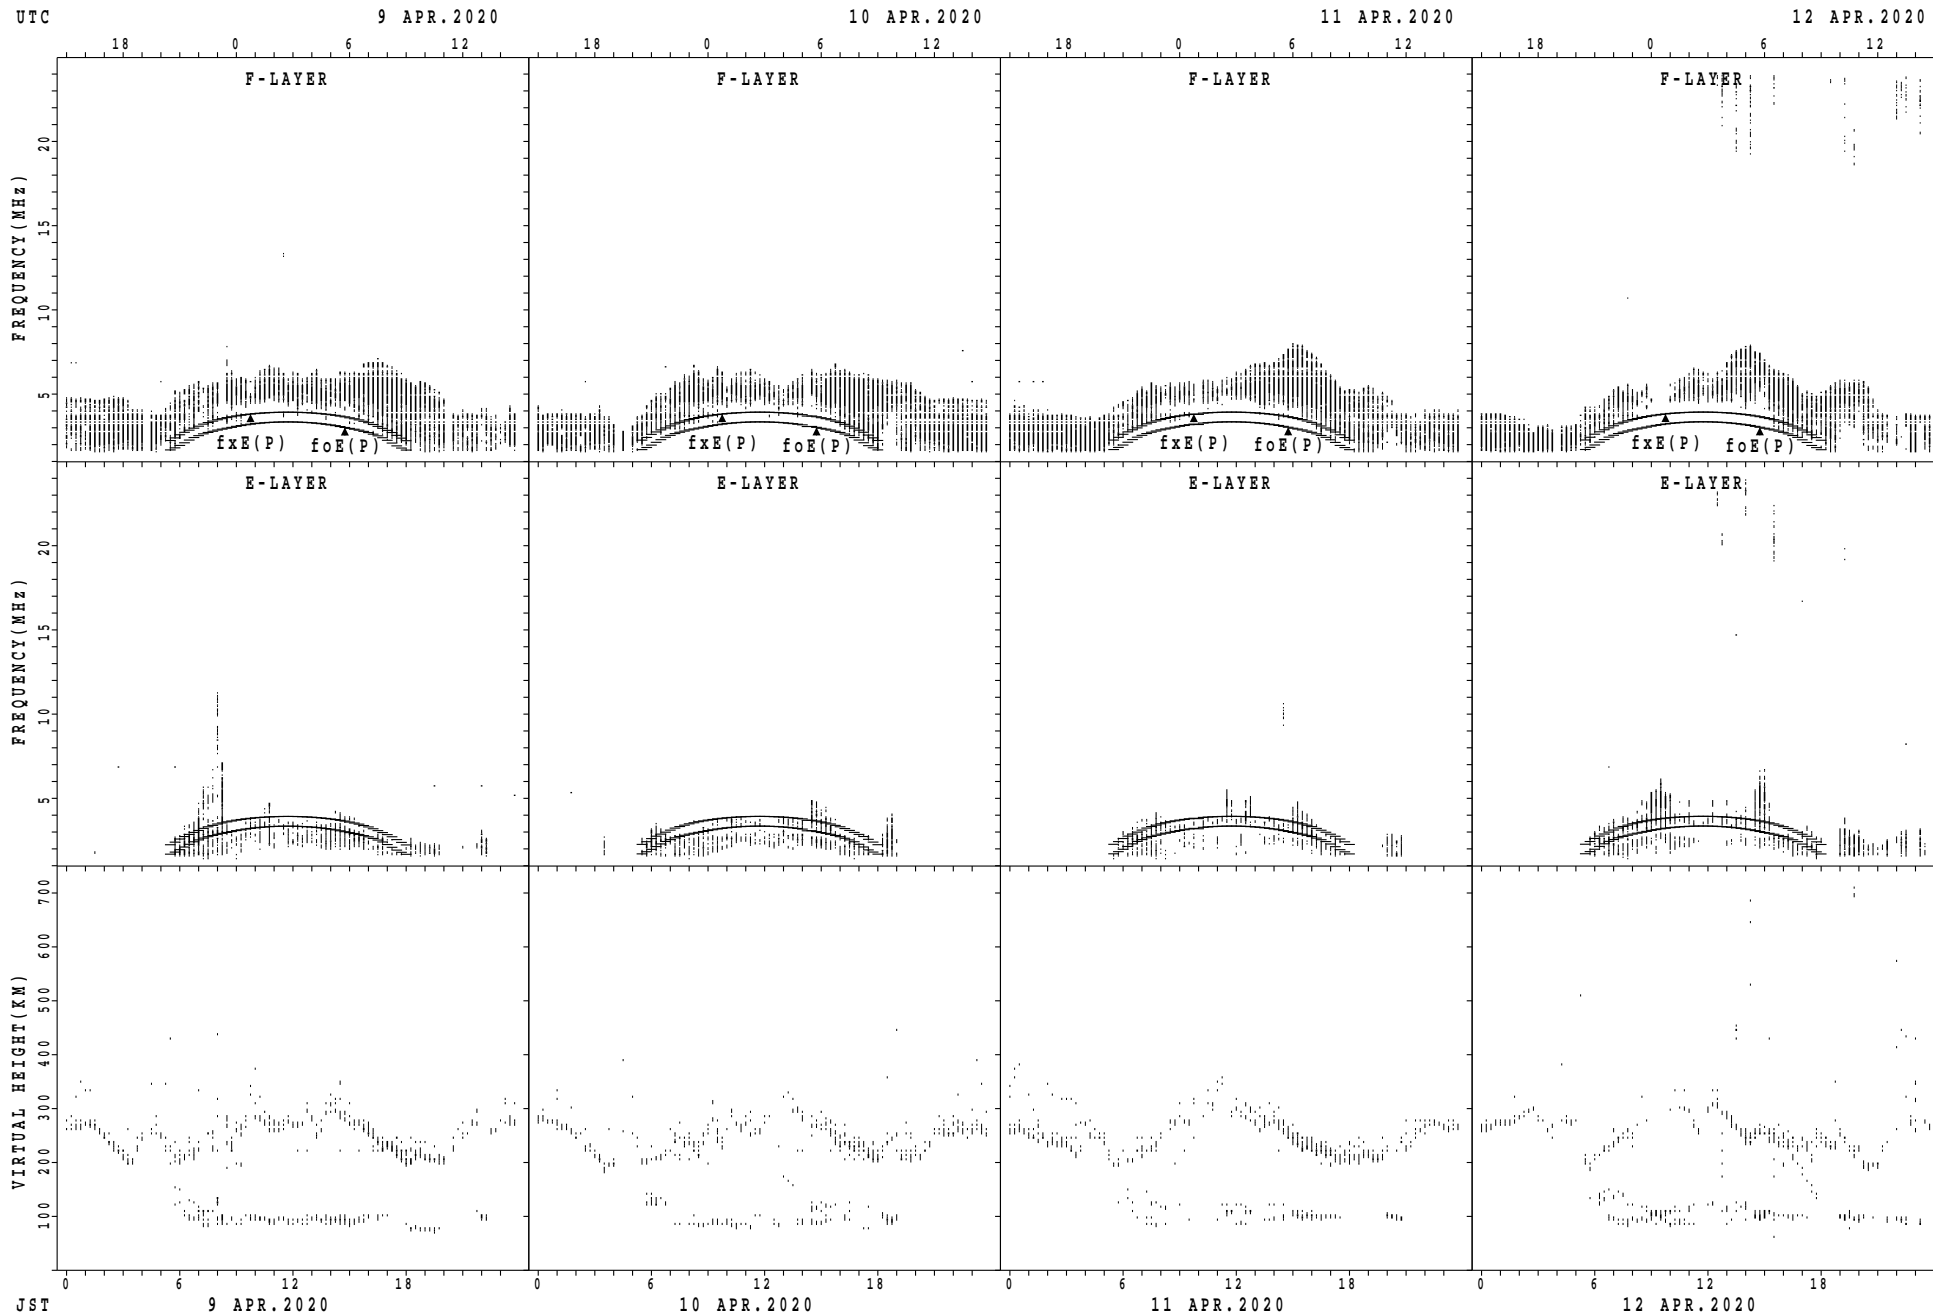 UTC 9 APR.2020 10 APR.2020 11 APR.2020 12 APR.2020
18 0 6 12 18 0 6 12 18 0 6 12 18 0 6 12
F-LAYER F-LAYER F-LAYER F-LAYER
FREQUENCY(MHz)
20
15
10
5
fxE(P) foE(P) fxE(P) foE(P) fxE(P) foE(P) fxE(P) foE(P)
E-LAYER E-LAYER E-LAYER E-LAYER
FREQUENCY(MHz)
20
15
10
5
VIRTUAL HEIGHT(KM)
700
600
500
400
300
200
100
0 6 12 18 0 6 12 18 0 6 12 18 0 6 12 18
JST 9 APR.2020 10 APR.2020 11 APR.2020 12 APR.2020